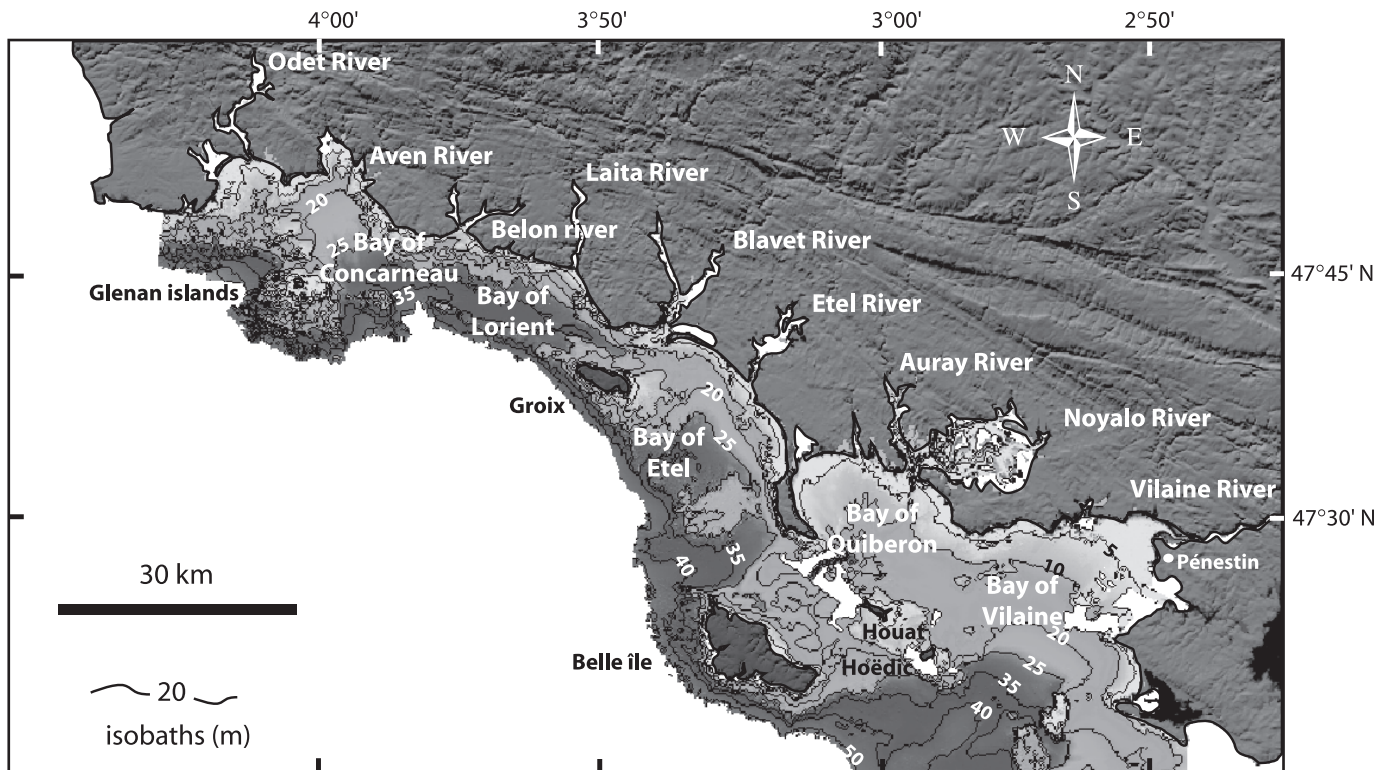 4°00'
3°50'
3°00'
2°50'
Odet River
N
W
E
S
Aven River
Laita River
20
Belon river
Blavet River
25
Bay of
Concarneau
47°45' N
Glenan islands
35
Bay of
Lorient
Etel River
Auray River
20
Groix
Noyalo River
25
Bay of
Etel
Vilaine River
Bay of
Quiberon
47°30' N
35
5
40
10
Pénestin
30 km
Bay of
Vilaine
Houat
20
Belle île
Hoëdic
25
35
20
40
isobaths (m)
50